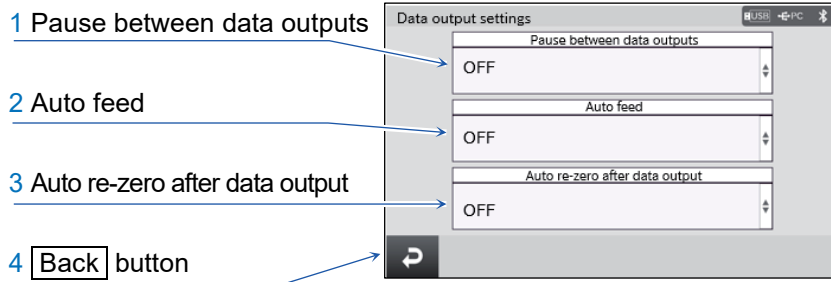 1 Pause between data outputs
2 Auto feed
3 Auto re-zero after data output
4 Back button
Data output settings
USB PC
Pause between data outputs
OFF
Auto feed
OFF
Auto re-zero after data output
OFF